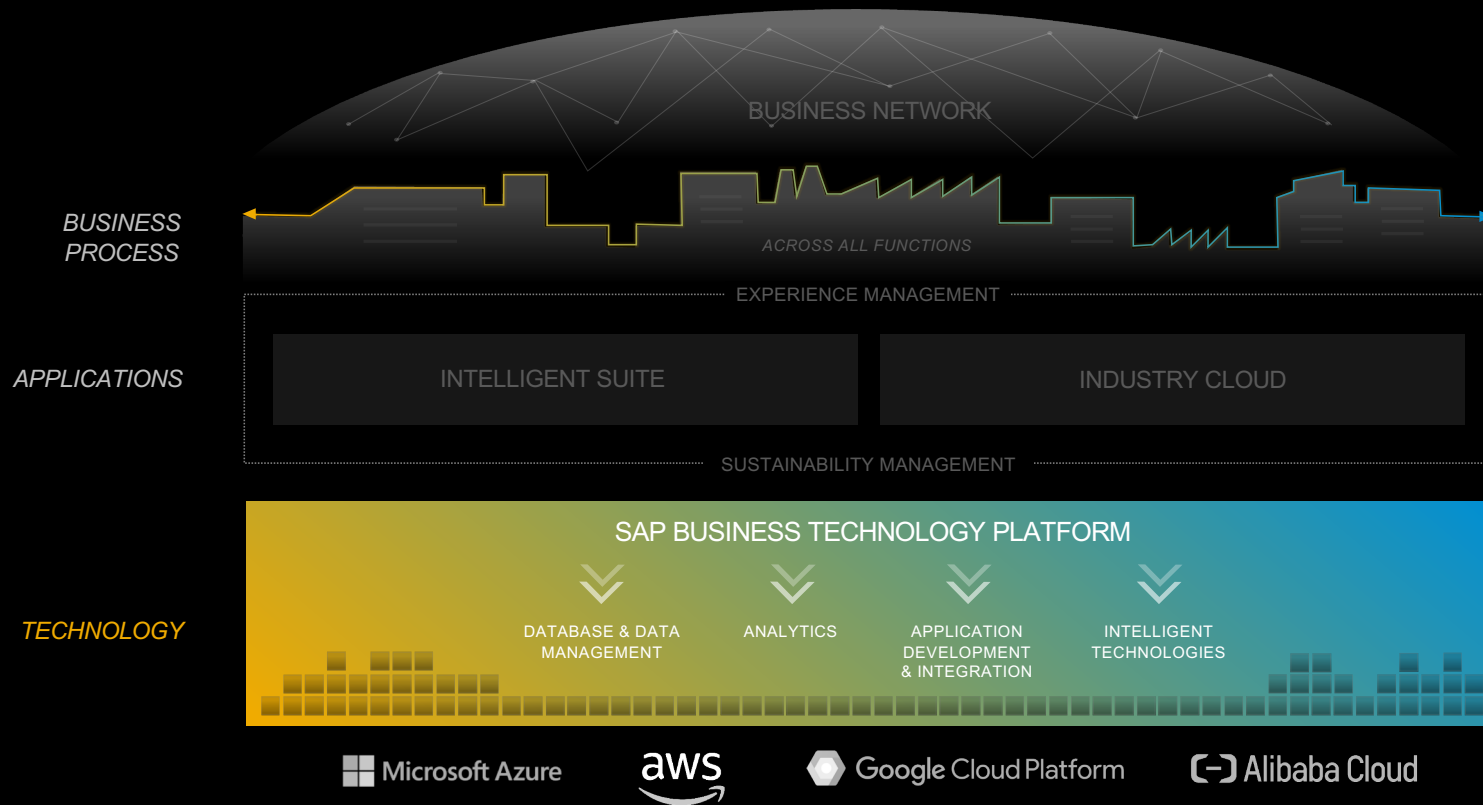 BUSINESS NETWORK
BUSINESS
PROCESS
ACROSS ALL FUNCTIONS
EXPERIENCE MANAGEMENT
APPLICATIONS
INTELLIGENT SUITE
INDUSTRY CLOUD
SUSTAINABILITY MANAGEMENT
SAP BUSINESS TECHNOLOGY PLATFORM
TECHNOLOGY
DATABASE & DATA
MANAGEMENT
ANALYTICS
APPLICATION
DEVELOPMENT
& INTEGRATION
INTELLIGENT
TECHNOLOGIES
Microsoft Azure
aws
Google Cloud Platform
Alibaba Cloud